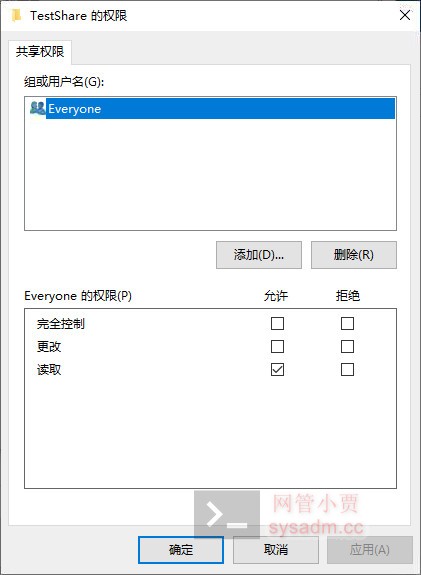 TestShare 的权限
共享权限
组或用户名(G):
Everyone
添加(D)...
删除(R)
Everyone 的权限(P)
允许
拒绝
完全控制
更改
读取
>_
网管小贾
sysadm.cc
确定
取消
应用(A)